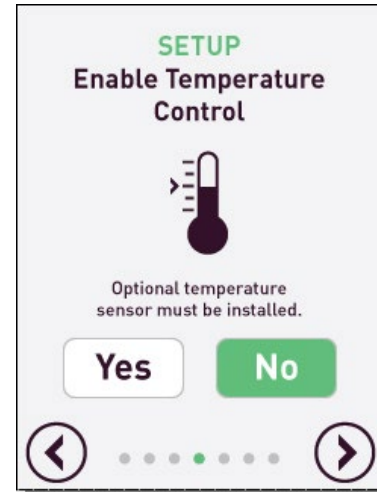 SETUP
Enable Temperature
Control
Optional temperature
sensor must be installed.
Yes No